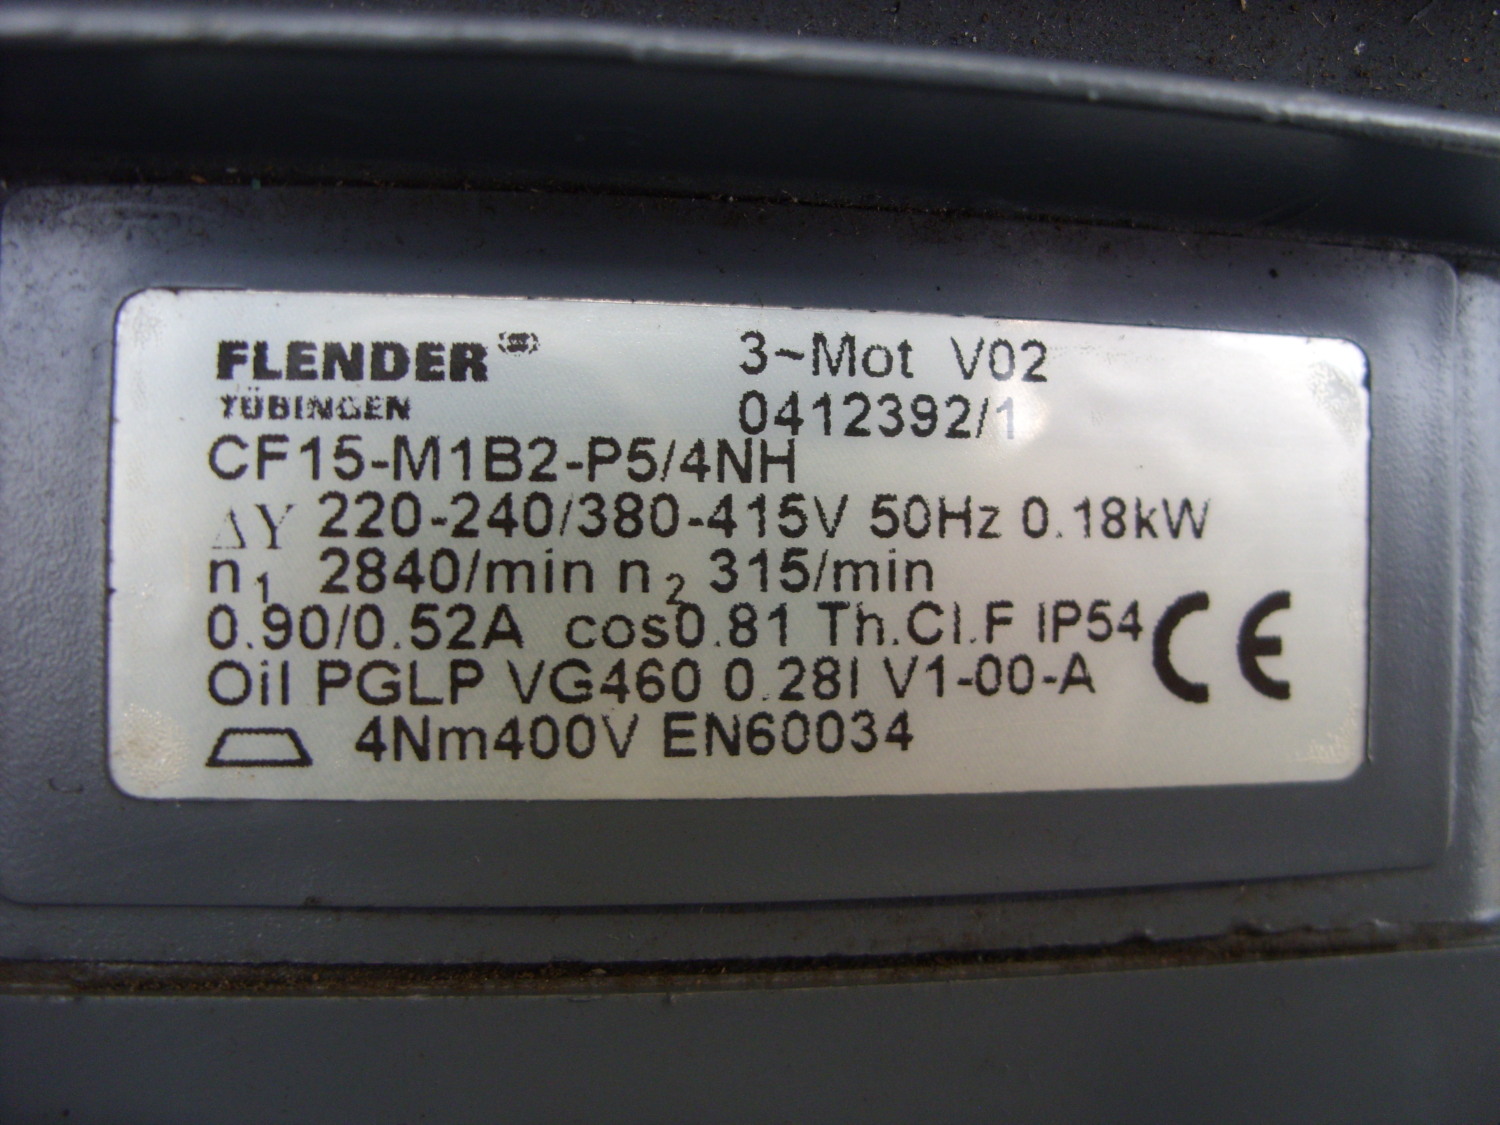 FLENDER
TÜBINGEN
3~Mot V02
0412392/1
CF15-M1B2-P5/4NH
ΔY 220-240/380-415V 50Hz 0.18kW
n₁ 2840/min n₂ 315/min
0.90/0.52A cos0.81 Th.Cl.F IP54
Oil PGLP VG460 0.28l V1-00-A
4Nm400V EN60034
CE